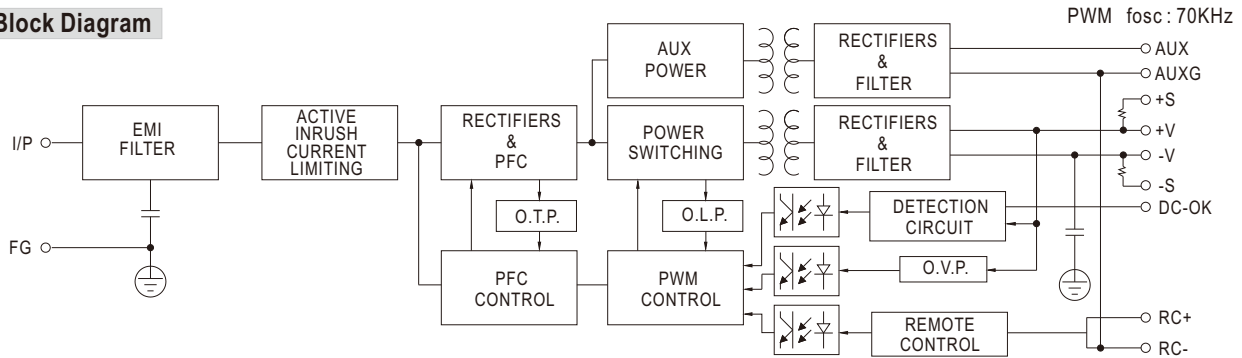 Block Diagram
PWM fosc : 70KHz
AUX
POWER
RECTIFIERS
&
FILTER
AUX
AUXG
I/P
EMI
FILTER
ACTIVE
INRUSH
CURRENT
LIMITING
RECTIFIERS
&
PFC
POWER
SWITCHING
RECTIFIERS
&
FILTER
+S
+V
-V
-S
O.T.P.
O.L.P.
DETECTION
CIRCUIT
DC-OK
FG
PFC
CONTROL
PWM
CONTROL
O.V.P.
REMOTE
CONTROL
RC+
RC-